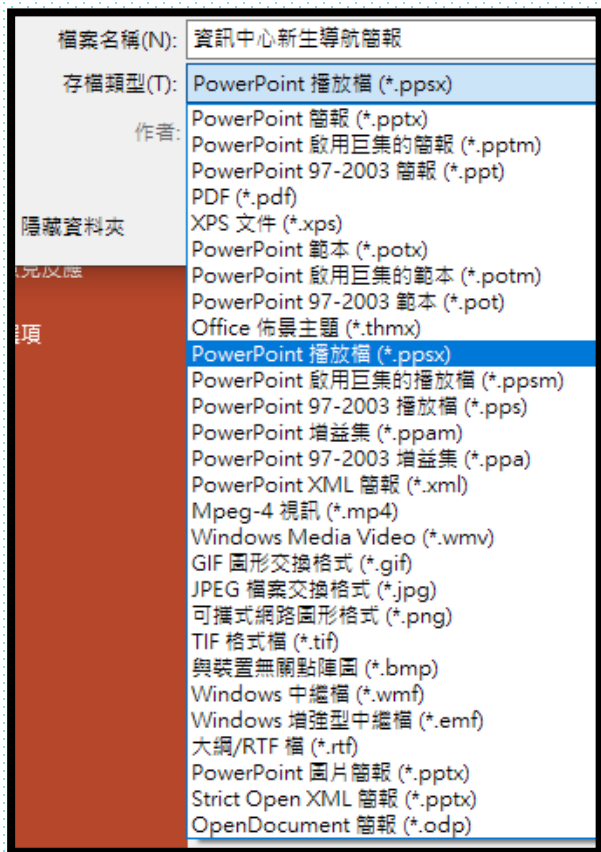 檔案名稱(N): 資訊中心新生導航簡報
存檔類型(T): PowerPoint 播放檔 (*.ppsx)
作者:
PowerPoint 簡報 (*.pptx)
PowerPoint 啟用巨集的簡報 (*.pptm)
PowerPoint 97-2003 簡報 (*.ppt)
PDF (*.pdf)
隱藏資料夾
XPS 文件 (*.xps)
PowerPoint 範本 (*.potx)
見反應
PowerPoint 啟用巨集的範本 (*.potm)
PowerPoint 97-2003 範本 (*.pot)
Office 佈景主題 (*.thmx)
項
PowerPoint 播放檔 (*.ppsx)
PowerPoint 啟用巨集的播放檔 (*.ppsm)
PowerPoint 97-2003 播放檔 (*.pps)
PowerPoint 增益集 (*.ppam)
PowerPoint 97-2003 增益集 (*.ppa)
PowerPoint XML 簡報 (*.xml)
Mpeg-4 視訊 (*.mp4)
Windows Media Video (*.wmv)
GIF 圖形交換格式 (*.gif)
JPEG 檔案交換格式 (*.jpg)
可攜式網路圖形格式 (*.png)
TIF 格式檔 (*.tif)
與裝置無關點陣圖 (*.bmp)
Windows 中繼檔 (*.wmf)
Windows 增強型中繼檔 (*.emf)
大綱/RTF 檔 (*.rtf)
PowerPoint 圖片簡報 (*.pptx)
Strict Open XML 簡報 (*.pptx)
OpenDocument 簡報 (*.odp)